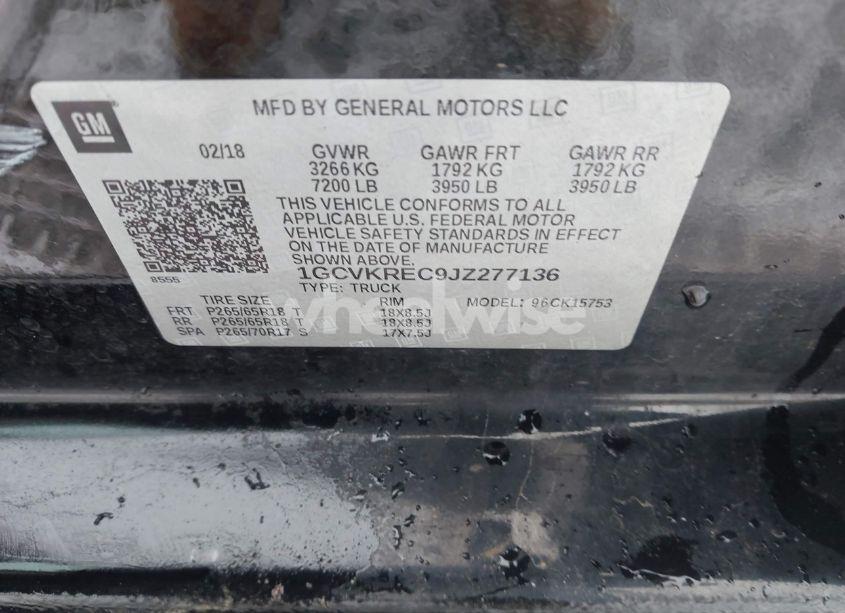 MFD BY GENERAL MOTORS LLC
GM
02/18 GVWR GAWR FRT GAWR RR
3266 KG 1792 KG 1792 KG
7200 LB 3950 LB 3950 LB
THIS VEHICLE CONFORMS TO ALL
APPLICABLE U.S. FEDERAL MOTOR
VEHICLE SAFETY STANDARDS IN EFFECT
ON THE DATE OF MANUFACTURE
SHOWN ABOVE.
8555
1GCVKREC9JZ277136
TYPE: TRUCK
TIRE SIZE RIM MODEL: 96CK15753
FRT P265/65R18 T 18X8.5J
RR P265/65R18 T 18X8.5J
SPA P265/70R17 S 17X7.5J
wheelwise